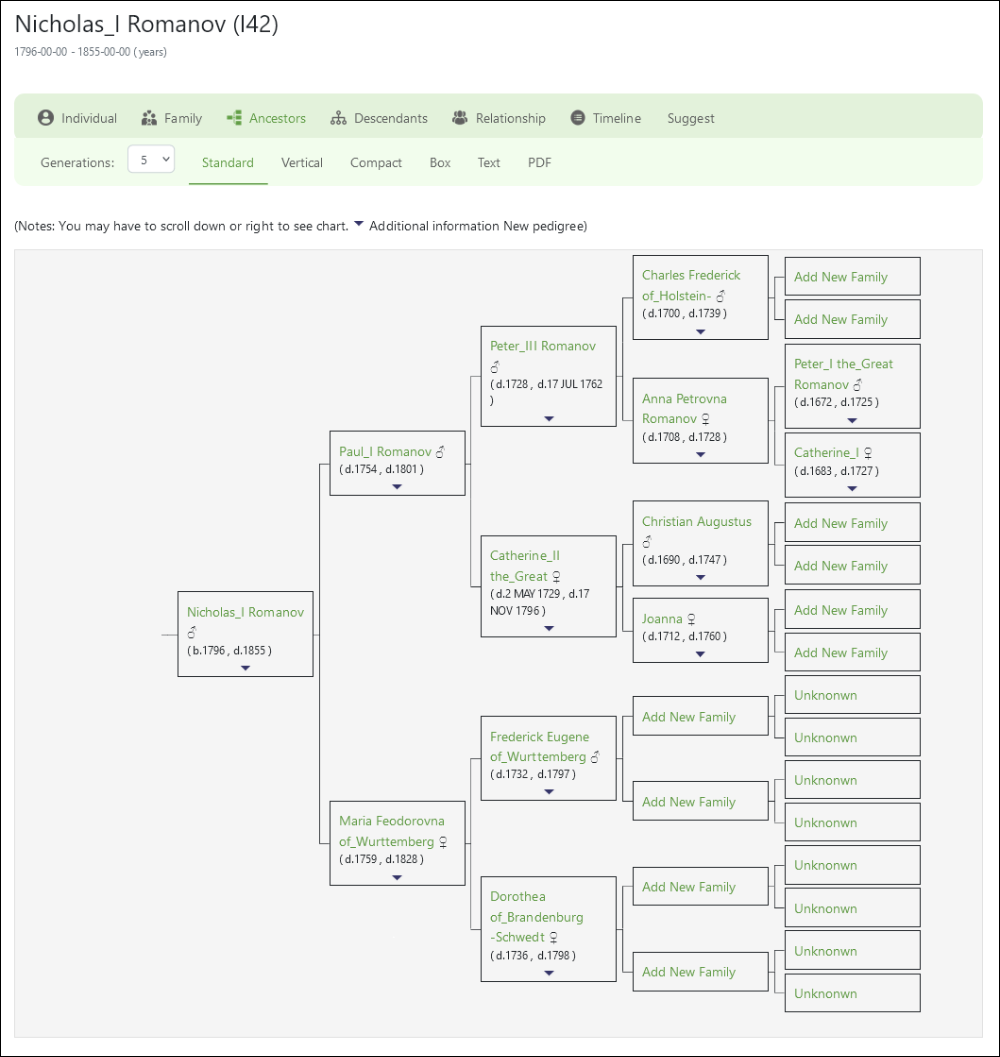 Nicholas_I Romanov (I42)
1796-00-00 - 1855-00-00 (years)
Individual
Family
Ancestors
Descendants
Relationship
Timeline
Suggest
Generations:
5
Standard
Vertical
Compact
Box
Text
PDF
(Notes: You may have to scroll down or right to see chart. Additional information New pedigree)
Nicholas_I Romanov
♂
(b.1796 , d.1855 )
Paul_I Romanov ♂
(d.1754 , d.1801 )
Maria Feodorovna
of_Wurttemberg ♀
(d.1759 , d.1828 )
Peter_III Romanov
♂
(d.1728 , d.17 JUL 1762
)
Catherine_II
the_Great ♀
(d.2 MAY 1729 , d.17
NOV 1796 )
Frederick Eugene
of_Wurttemberg ♂
(d.1732 , d.1797 )
Dorothea
of_Brandenburg
-Schwedt ♀
(d.1736 , d.1798 )
Charles Frederick
of_Holstein- ♂
(d.1700 , d.1739 )
Anna Petrovna
Romanov ♀
(d.1708 , d.1728 )
Christian Augustus
♂
(d.1690 , d.1747 )
Joanna ♀
(d.1712 , d.1760 )
Add New Family
Add New Family
Add New Family
Add New Family
Add New Family
Add New Family
Peter_I the_Great
Romanov ♂
(d.1672 , d.1725 )
Catherine_I ♀
(d.1683 , d.1727 )
Add New Family
Add New Family
Add New Family
Add New Family
Unknonwn
Unknonwn
Unknonwn
Unknonwn
Unknonwn
Unknonwn
Unknonwn
Unknonwn